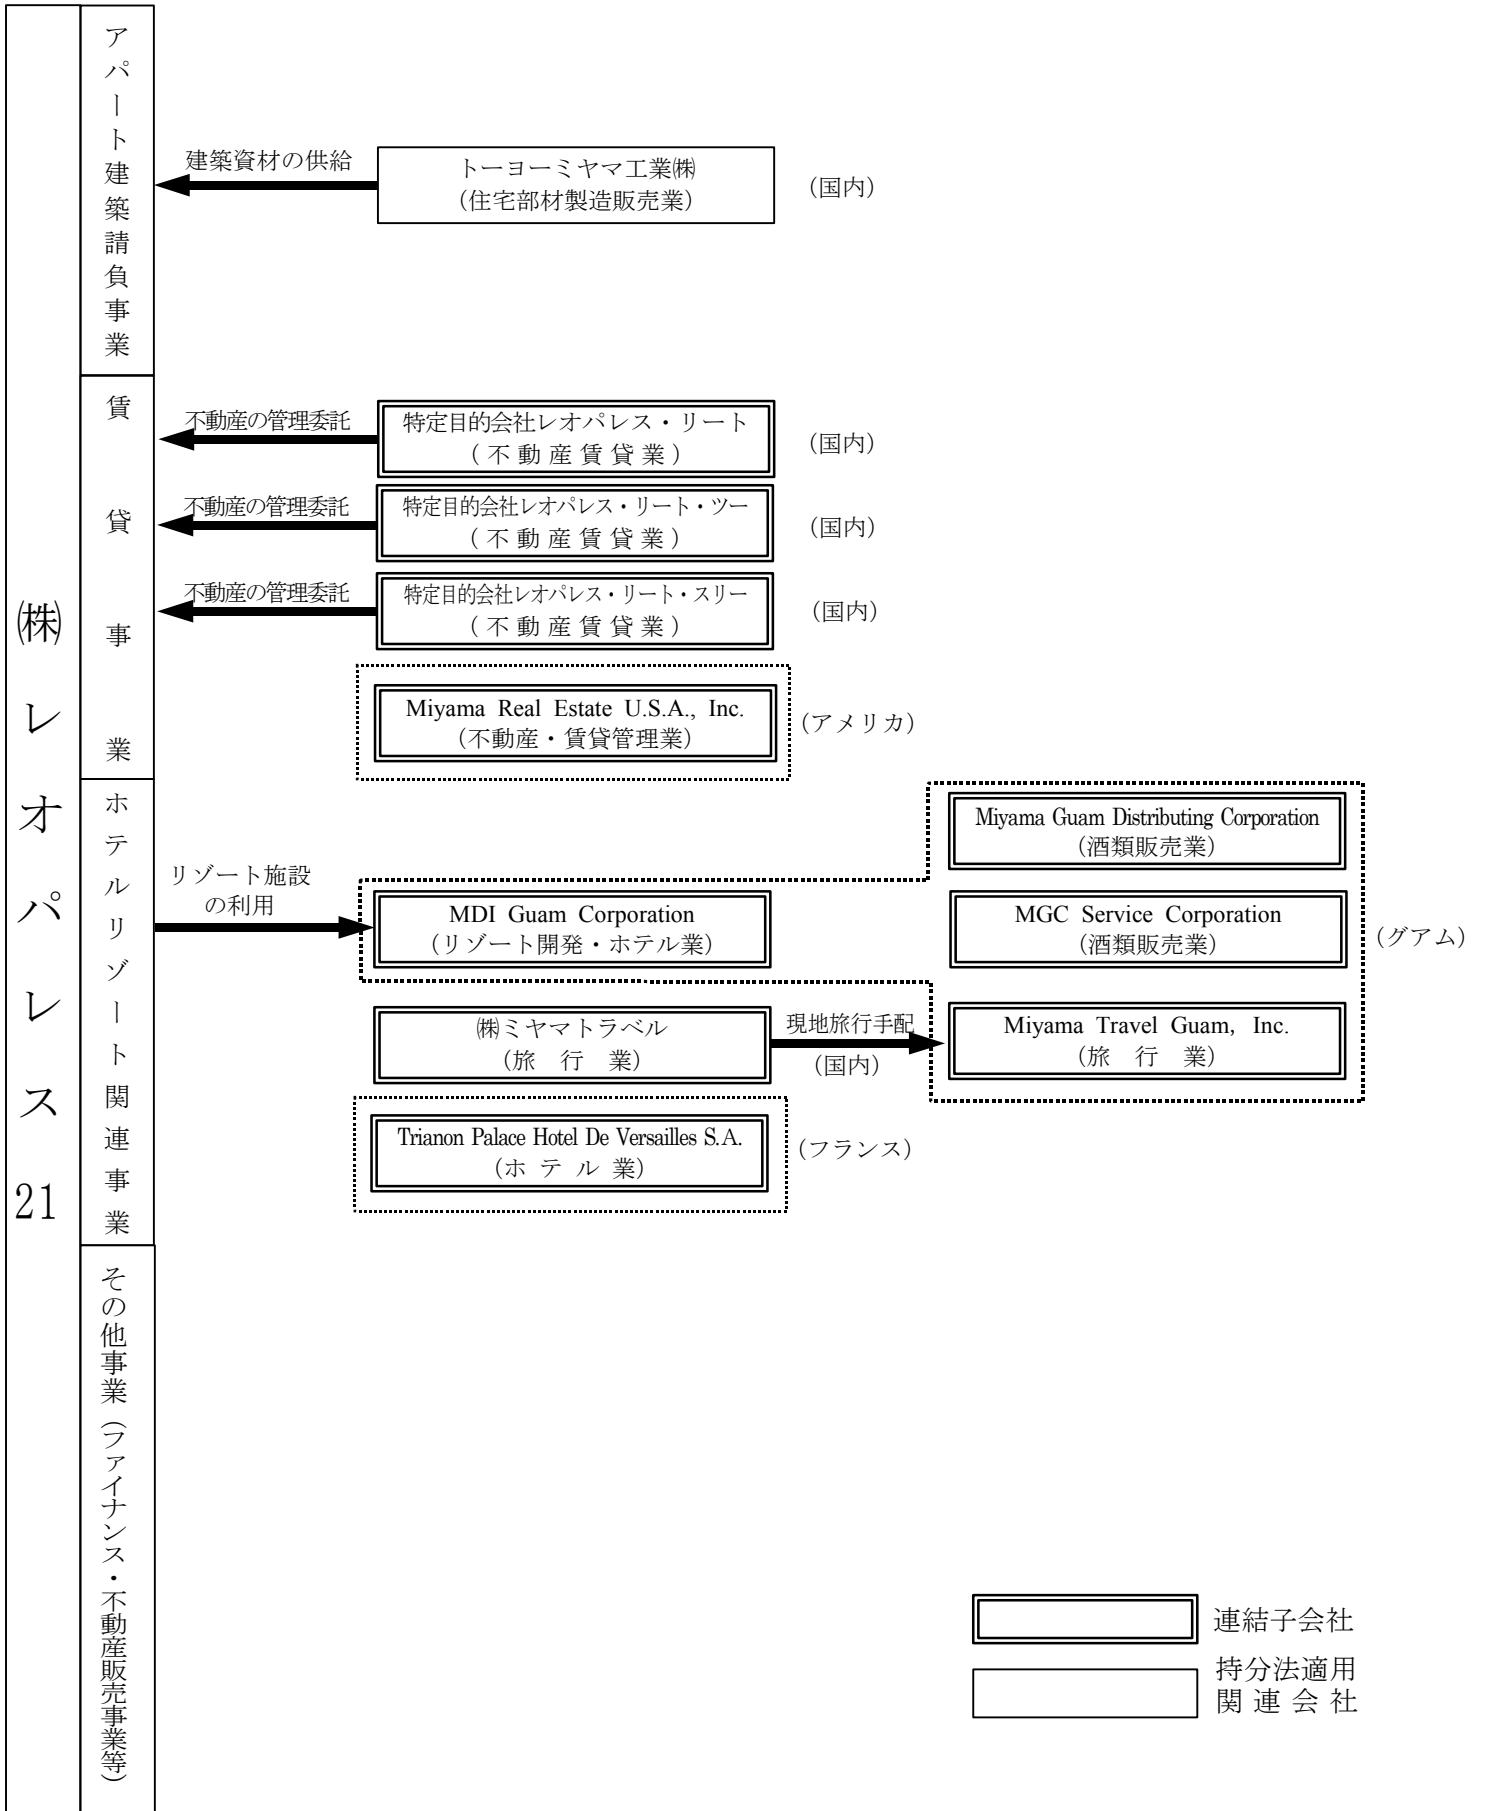 ㈱レオパレス21
アパート建築請負事業
建築資材の供給
トーヨーミヤマ工業㈱
(住宅部材製造販売業)
(国内)
賃貸事業
不動産の管理委託
特定目的会社レオパレス・リート
(不動産賃貸業)
(国内)
不動産の管理委託
特定目的会社レオパレス・リート・ツー
(不動産賃貸業)
(国内)
不動産の管理委託
特定目的会社レオパレス・リート・スリー
(不動産賃貸業)
(国内)
Miyama Real Estate U.S.A., Inc.
(不動産・賃貸管理業)
(アメリカ)
ホテルリゾート関連事業
リゾート施設
の利用
MDI Guam Corporation
(リゾート開発・ホテル業)
Miyama Guam Distributing Corporation
(酒類販売業)
MGC Service Corporation
(酒類販売業)
(グアム)
㈱ミヤマトラベル
(旅 行 業)
現地旅行手配
(国内)
Miyama Travel Guam, Inc.
(旅 行 業)
Trianon Palace Hotel De Versailles S.A.
(ホ テ ル 業)
(フランス)
その他事業(ファイナンス・不動産販売事業等)
連結子会社
持分法適用
関 連 会 社